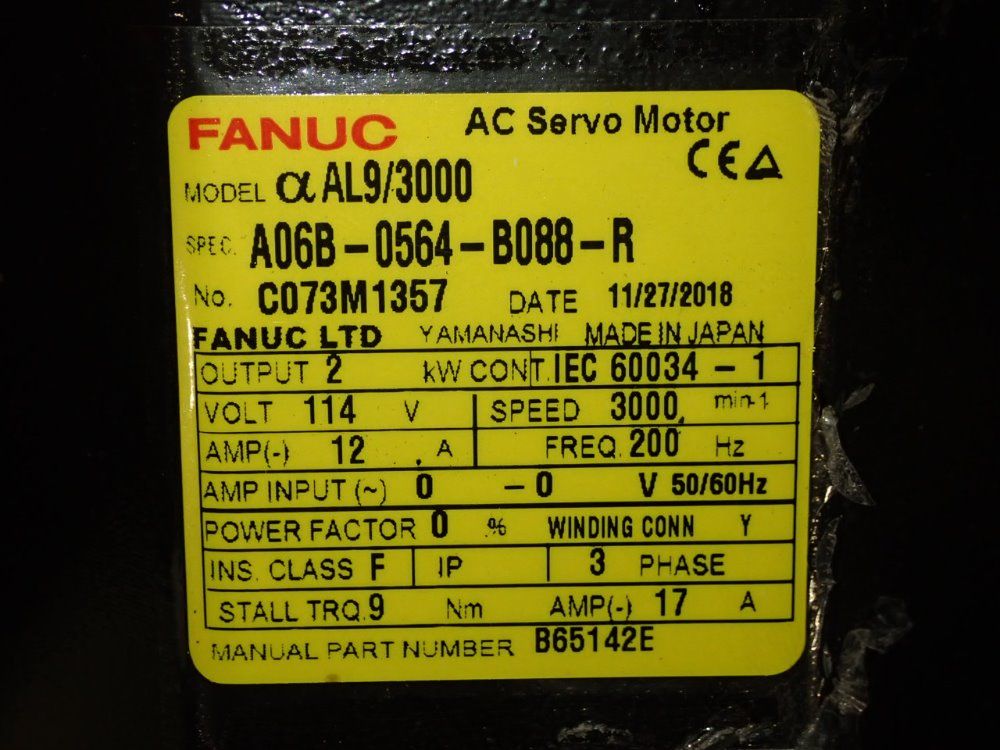 FANUC AC Servo Motor
CE
MODEL α AL9/3000
SPEC. A06B-0564-B088-R
No. C073M1357 DATE 11/27/2018
FANUC LTD YAMANASHI MADE IN JAPAN
OUTPUT 2 kW CONT. IEC 60034-1
VOLT 114 V SPEED 3000 min-1
AMP(~) 12 A FREQ. 200 Hz
AMP INPUT (~) 0 - 0 V 50/60Hz
POWER FACTOR 0 % WINDING CONN Y
INS. CLASS F IP 3 PHASE
STALL TRQ. 9 Nm AMP(~) 17 A
MANUAL PART NUMBER B65142E